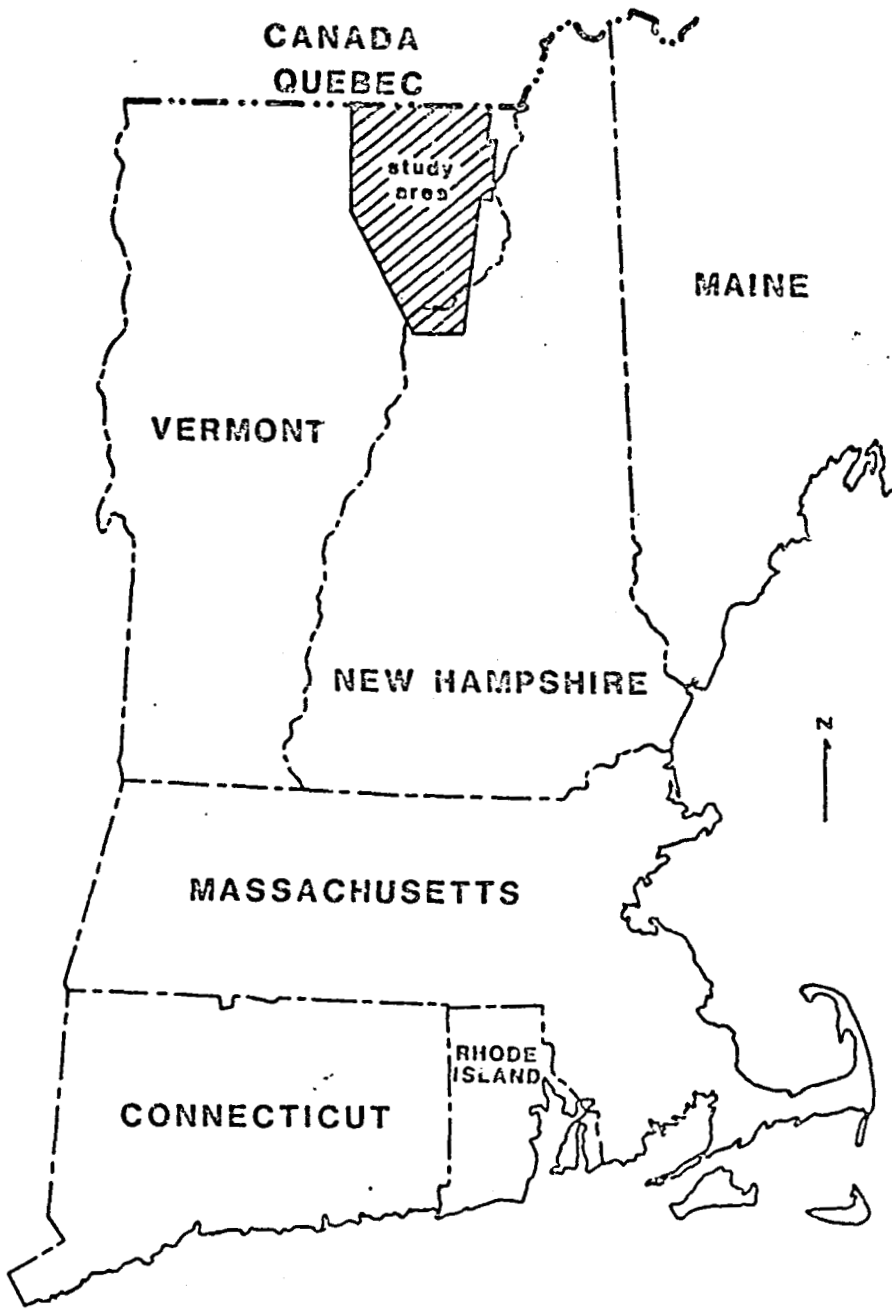 CANADA
QUEBEC
study
area
MAINE
VERMONT
NEW HAMPSHIRE
N
MASSACHUSETTS
RHODE
ISLAND
CONNECTICUT